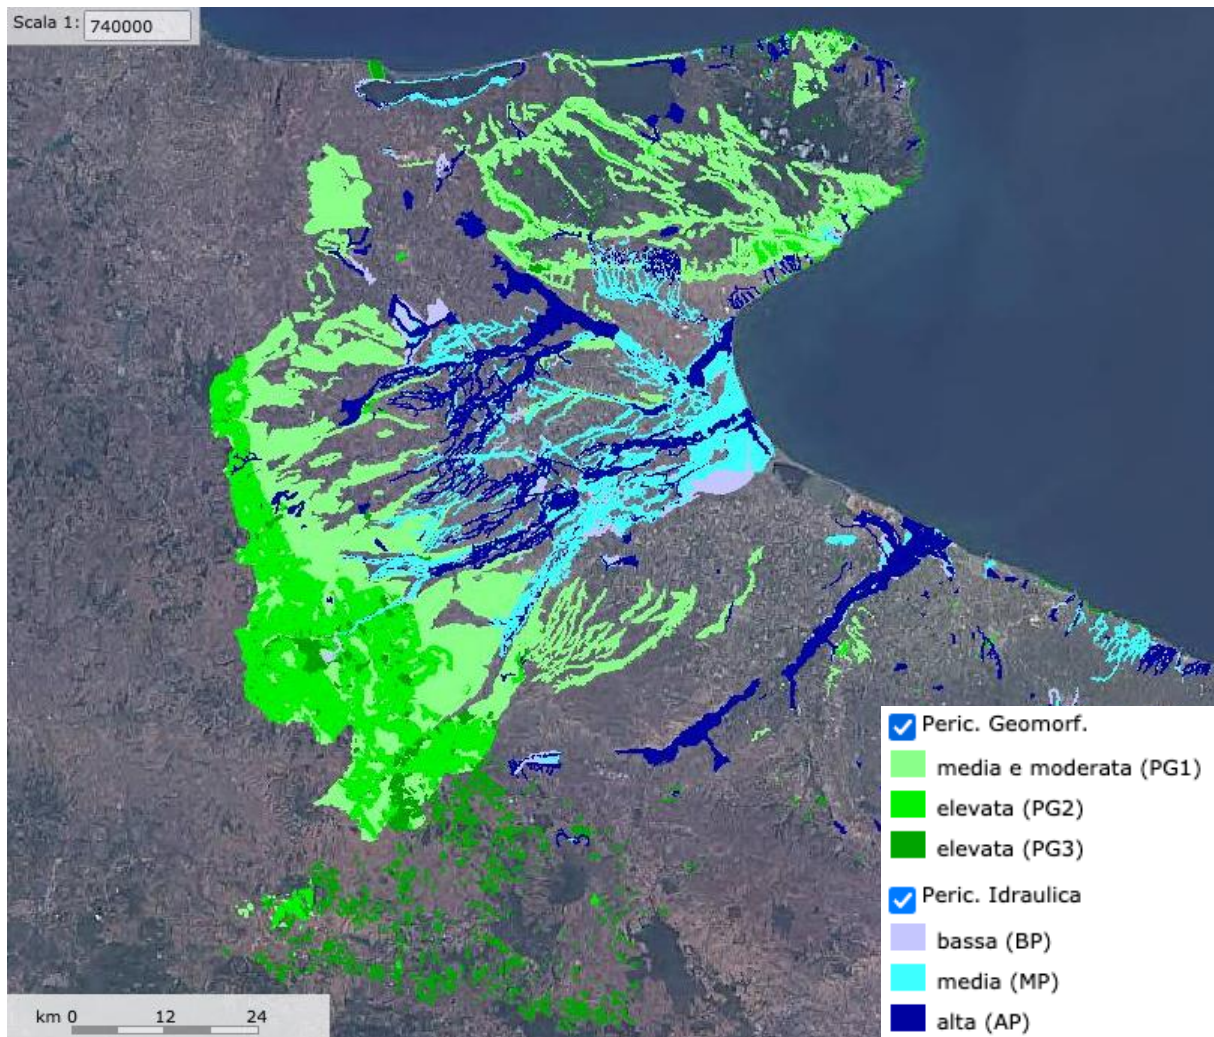 Scala 1: 740000
Peric. Geomorf.
media e moderata (PG1)
elevata (PG2)
elevata (PG3)
Peric. Idraulica
bassa (BP)
media (MP)
alta (AP)
km 0 12 24